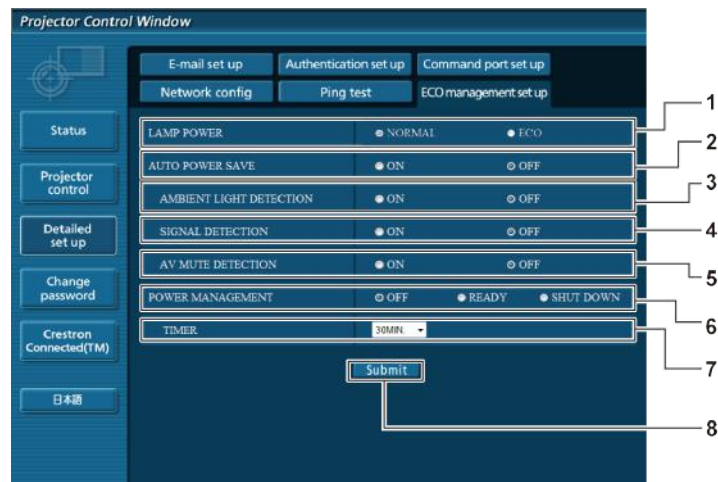 Projector Control Window
E-mail set up Authentication set up Command port set up
Network config Ping test ECO management set up
Status
Projector control
Detailed set up
Change password
Crestron Connected(TM)
日本語
LAMP POWER NORMAL ECO 1
AUTO POWER SAVE ON OFF 2
AMBIENT LIGHT DETECTION ON OFF 3
SIGNAL DETECTION ON OFF 4
AV MUTE DETECTION ON OFF 5
POWER MANAGEMENT OFF READY SHUT DOWN 6
TIMER 30MIN. 7
Submit 8